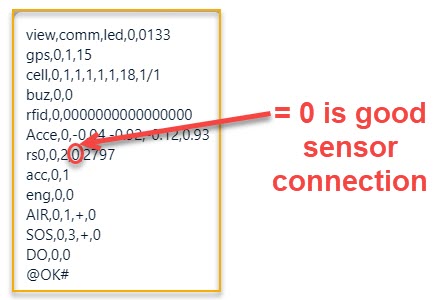 view,comm,led,0,0133
gps,0,1,15
cell,0,1,1,1,1,18,1/1
buz,0,0
rfid,0,0000000000000000
Acce,0,-0.04,-0.92,-0.12,0.93
rs0,0,2,0,2797
acc,0,1
eng,0,0
AIR,0,1,+,0
SOS,0,3,+,0
DO,0,0
@OK#
= 0 is good
sensor
connection